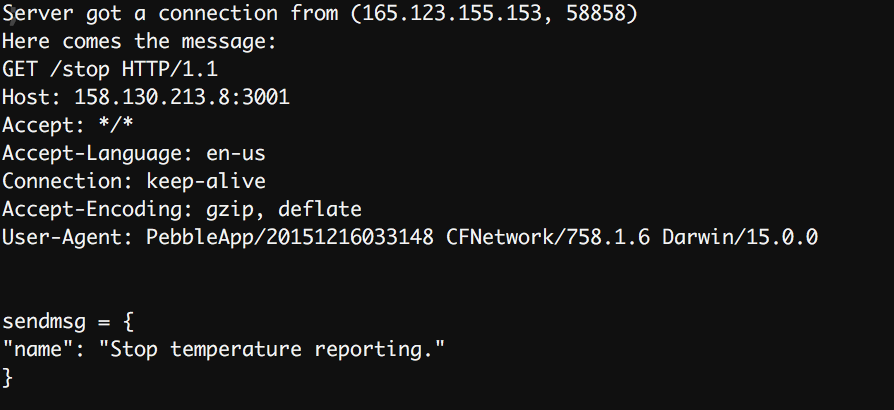 Server got a connection from (165.123.155.153, 58858)
Here comes the message:
GET /stop HTTP/1.1
Host: 158.130.213.8:3001
Accept: */*
Accept-Language: en-us
Connection: keep-alive
Accept-Encoding: gzip, deflate
User-Agent: PebbleApp/20151216033148 CFNetwork/758.1.6 Darwin/15.0.0
sendmsg = {
"name": "Stop temperature reporting."
}